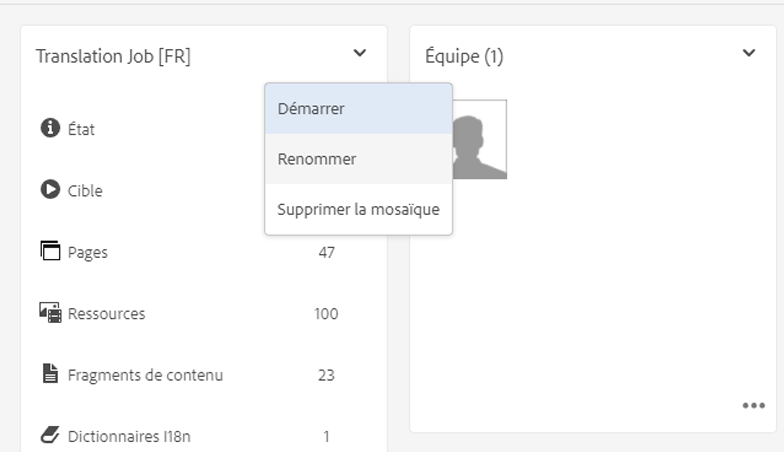 Translation Job [FR]
Équipe (1)
Démarrer
État
Renommer
Cible
Supprimer la mosaïque
Pages 47
Ressources 100
Fragments de contenu 23
Dictionnaires I18n 1